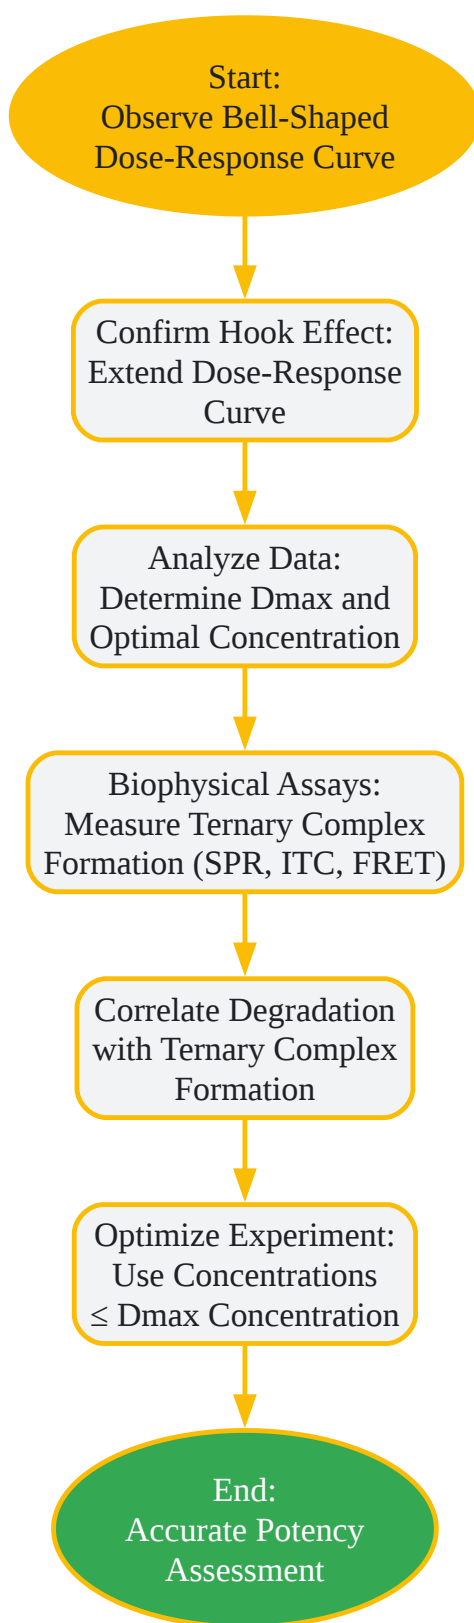 Start:
Observe Bell-Shaped
Dose-Response Curve
Confirm Hook Effect:
Extend Dose-Response
Curve
Analyze Data:
Determine Dmax and
Optimal Concentration
Biophysical Assays:
Measure Ternary Complex
Formation (SPR, ITC, FRET)
Correlate Degradation
with Ternary Complex
Formation
Optimize Experiment:
Use Concentrations
≤ Dmax Concentration
End:
Accurate Potency
Assessment